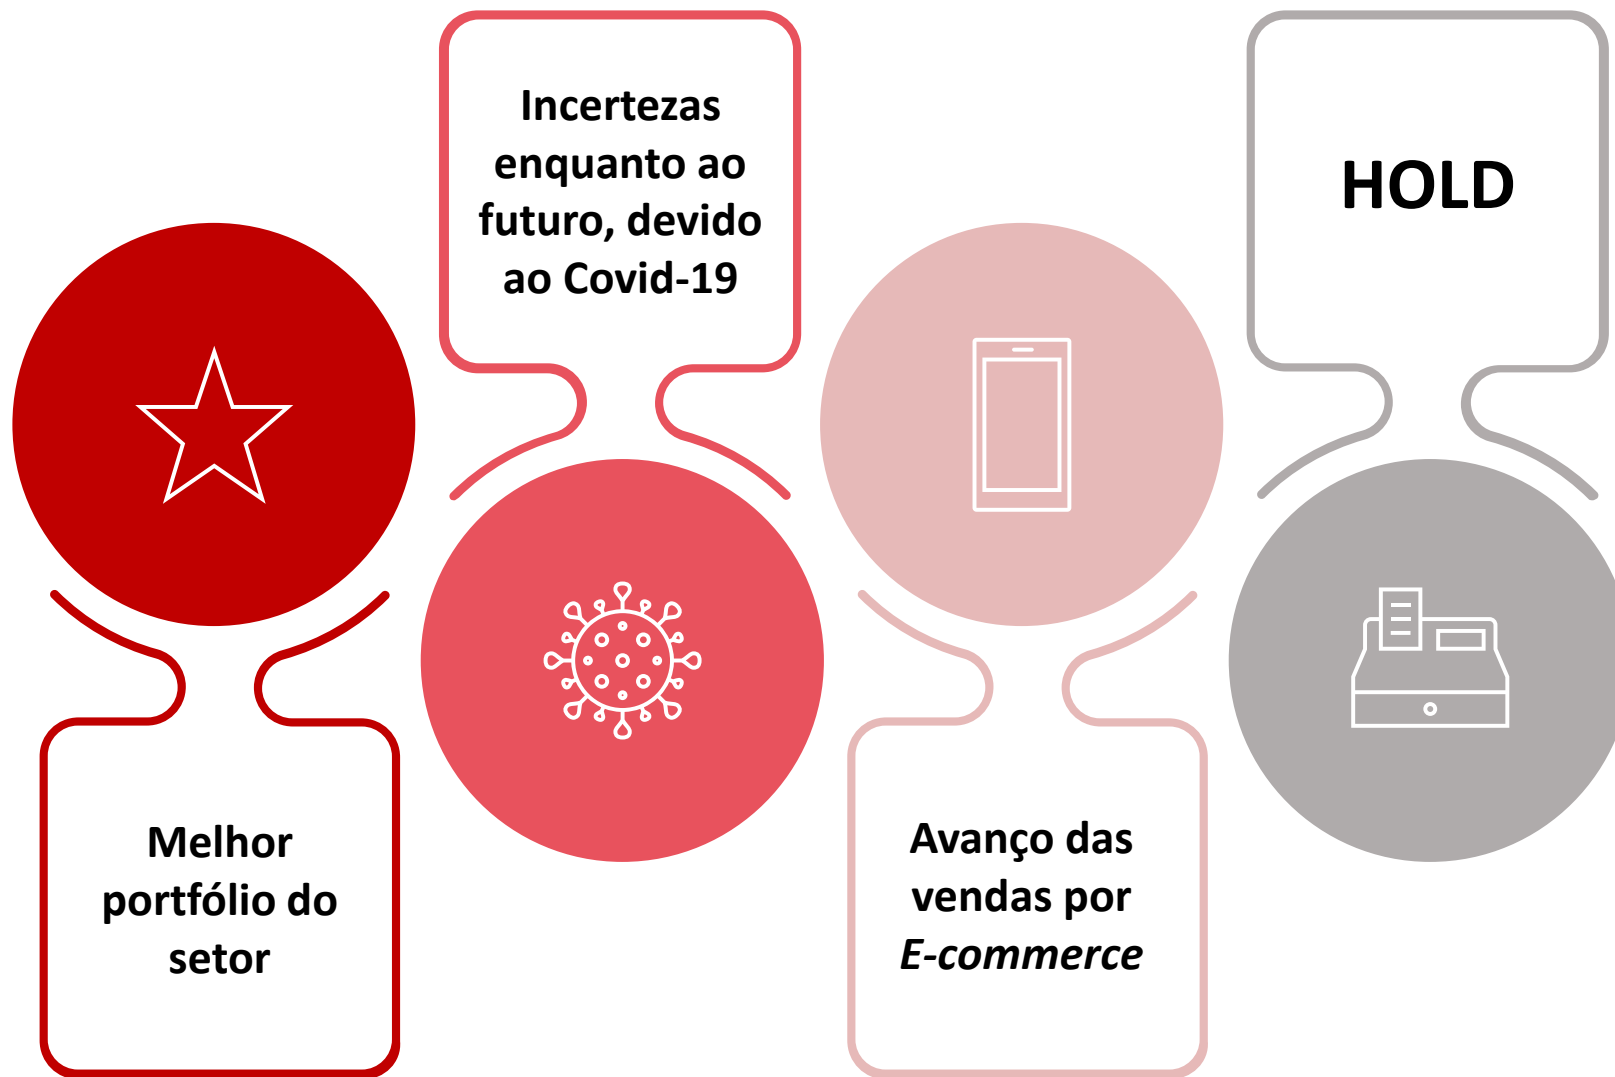 Melhor
portfólio do
setor
Incertezas
enquanto ao
futuro, devido
ao Covid-19
Avanço das
vendas por
E-commerce
HOLD